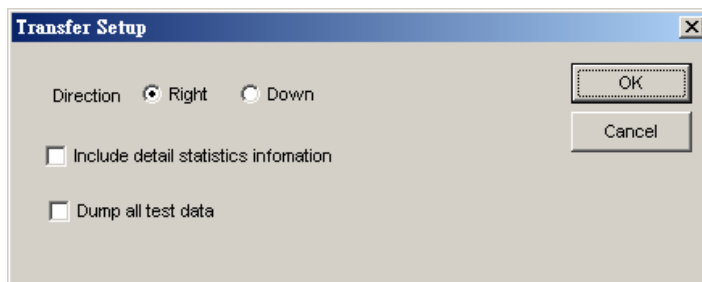 Transfer Setup
Direction Right Down
OK
Cancel
Include detail statistics infomation
Dump all test data